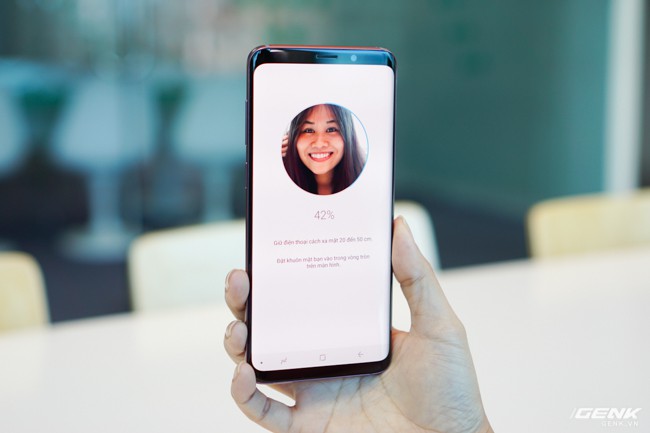 42%
Giữ điện thoại cách xa mặt 20 đến 50 cm.
Đặt khuôn mặt bạn vào trong vòng tròn
trên màn hình.
GENK
GENK.VN